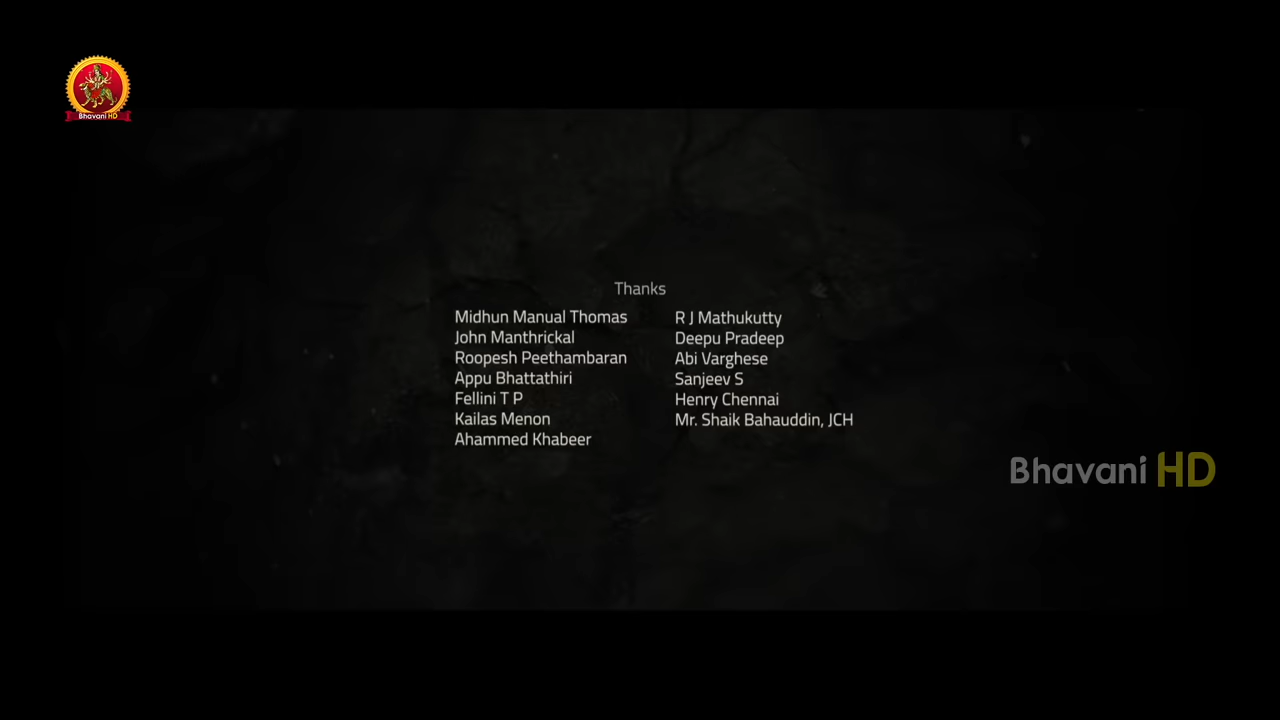 Bhavani HD
Thanks
Midhun Manual Thomas
John Manthrickal
Roopesh Peethambaran
Appu Bhattathiri
Fellini T P
Kailas Menon
Ahammed Khabeer
R J Mathukutty
Deepu Pradeep
Abi Varghese
Sanjeev S
Henry Chennai
Mr. Shaik Bahauddin, JCH
Bhavani HD